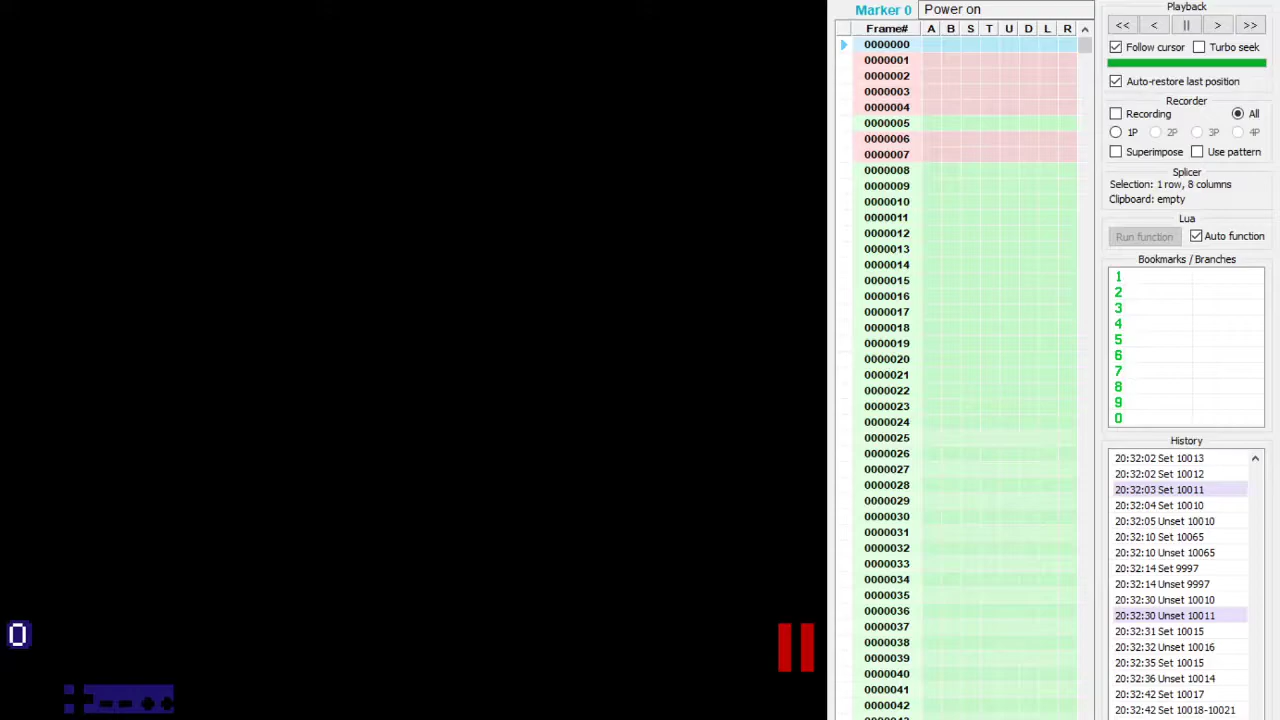 Marker 0 Power on
Frame# A B S T U D L R
0000000
0000001
0000002
0000003
0000004
0000005
0000006
0000007
0000008
0000009
0000010
0000011
0000012
0000013
0000014
0000015
0000016
0000017
0000018
0000019
0000020
0000021
0000022
0000023
0000024
0000025
0000026
0000027
0000028
0000029
0000030
0000031
0000032
0000033
0000034
0000035
0000036
0000037
0000038
0000039
0000040
0000041
0000042
0
Playback
<< < || > >>
Follow cursor Turbo seek
Auto-restore last position
Recorder
Recording All
1P 2P 3P 4P
Superimpose Use pattern
Splicer
Selection: 1 row, 8 columns
Clipboard: empty
Lua
Run function Auto function
Bookmarks / Branches
1
2
3
4
5
6
7
8
9
0
History
20:32:02 Set 10013
20:32:02 Set 10012
20:32:03 Set 10011
20:32:04 Set 10010
20:32:05 Unset 10010
20:32:10 Set 10065
20:32:10 Unset 10065
20:32:14 Set 9997
20:32:14 Unset 9997
20:32:30 Unset 10010
20:32:30 Unset 10011
20:32:31 Set 10015
20:32:32 Unset 10016
20:32:35 Set 10015
20:32:36 Unset 10014
20:32:42 Set 10017
20:32:42 Set 10018-10021